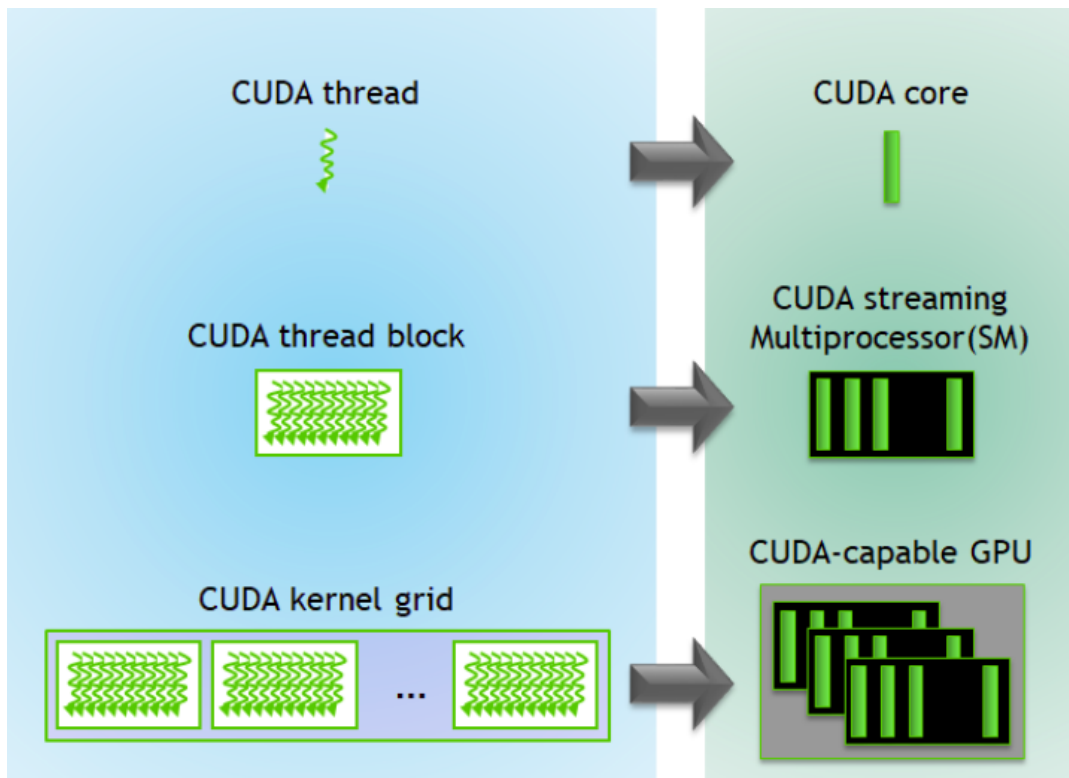 CUDA thread
CUDA core
CUDA thread block
CUDA streaming
Multiprocessor(SM)
CUDA kernel grid
...
CUDA-capable GPU